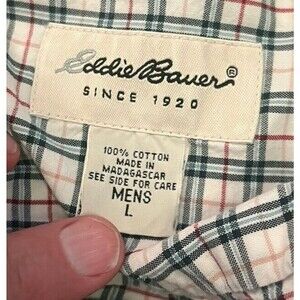 Eddie Bauer®
SINCE 1920
100% COTTON
MADE IN
MADAGASCAR
SEE SIDE FOR CARE
MENS
L